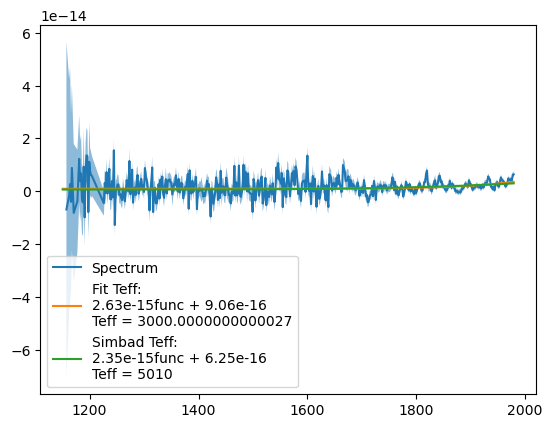 1e−14
6
4
2
0
−2
−4
−6
Spectrum
Fit Teff:
2.63e-15func + 9.06e-16
Teff = 3000.0000000000027
Simbad Teff:
2.35e-15func + 6.25e-16
Teff = 5010
1200 1400 1600 1800 2000